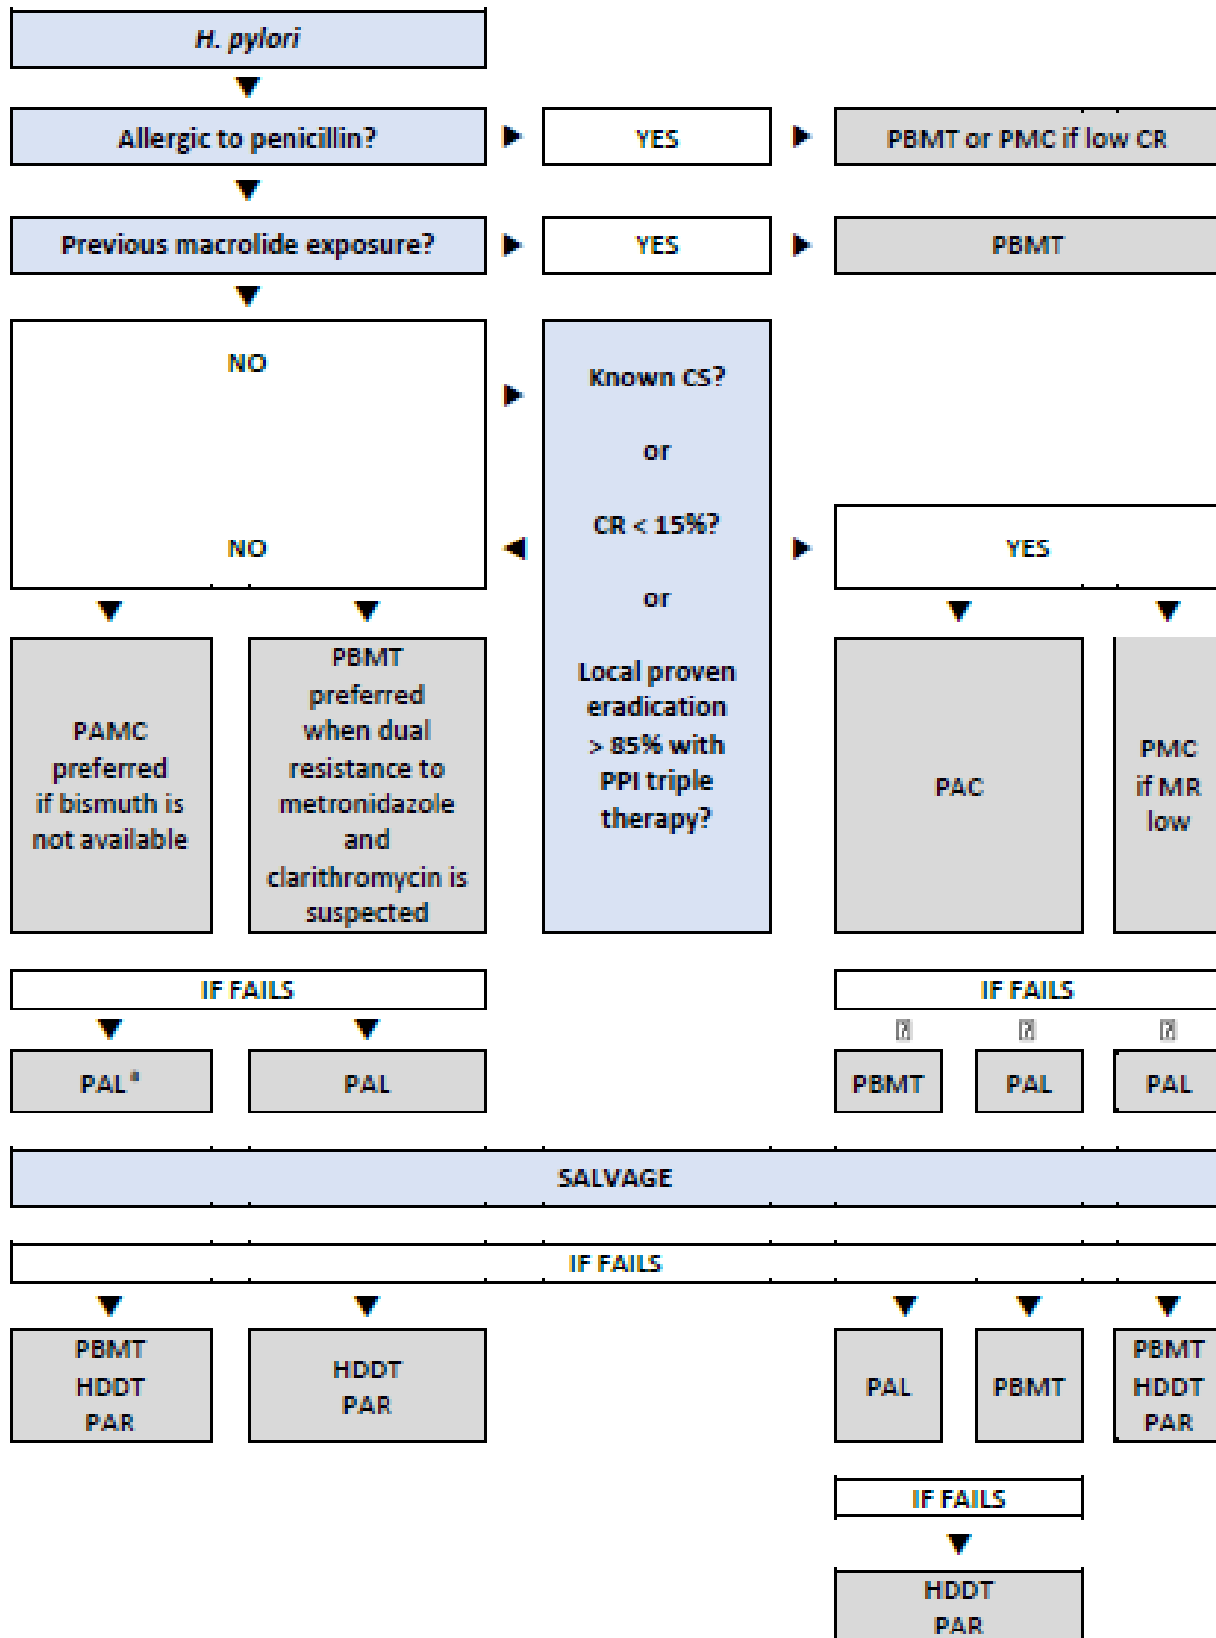 H. pylori
Allergic to penicillin?
YES
PBMT or PMC if low CR
Previous macrolide exposure?
YES
PBMT
NO
NO
Known CS?
or
CR < 15%?
or
Local proven
eradication
> 85% with
PPI triple
therapy?
YES
PAMC
preferred
if bismuth is
not available
PBMT
preferred
when dual
resistance to
metronidazole
and
clarithromycin is
suspected
PAC
PMC
if MR
low
IF FAILS
IF FAILS
PALª
PAL
PBMT
PAL
PAL
SALVAGE
IF FAILS
PBMT
HDDT
PAR
HDDT
PAR
PAL
PBMT
PBMT
HDDT
PAR
IF FAILS
HDDT
PAR